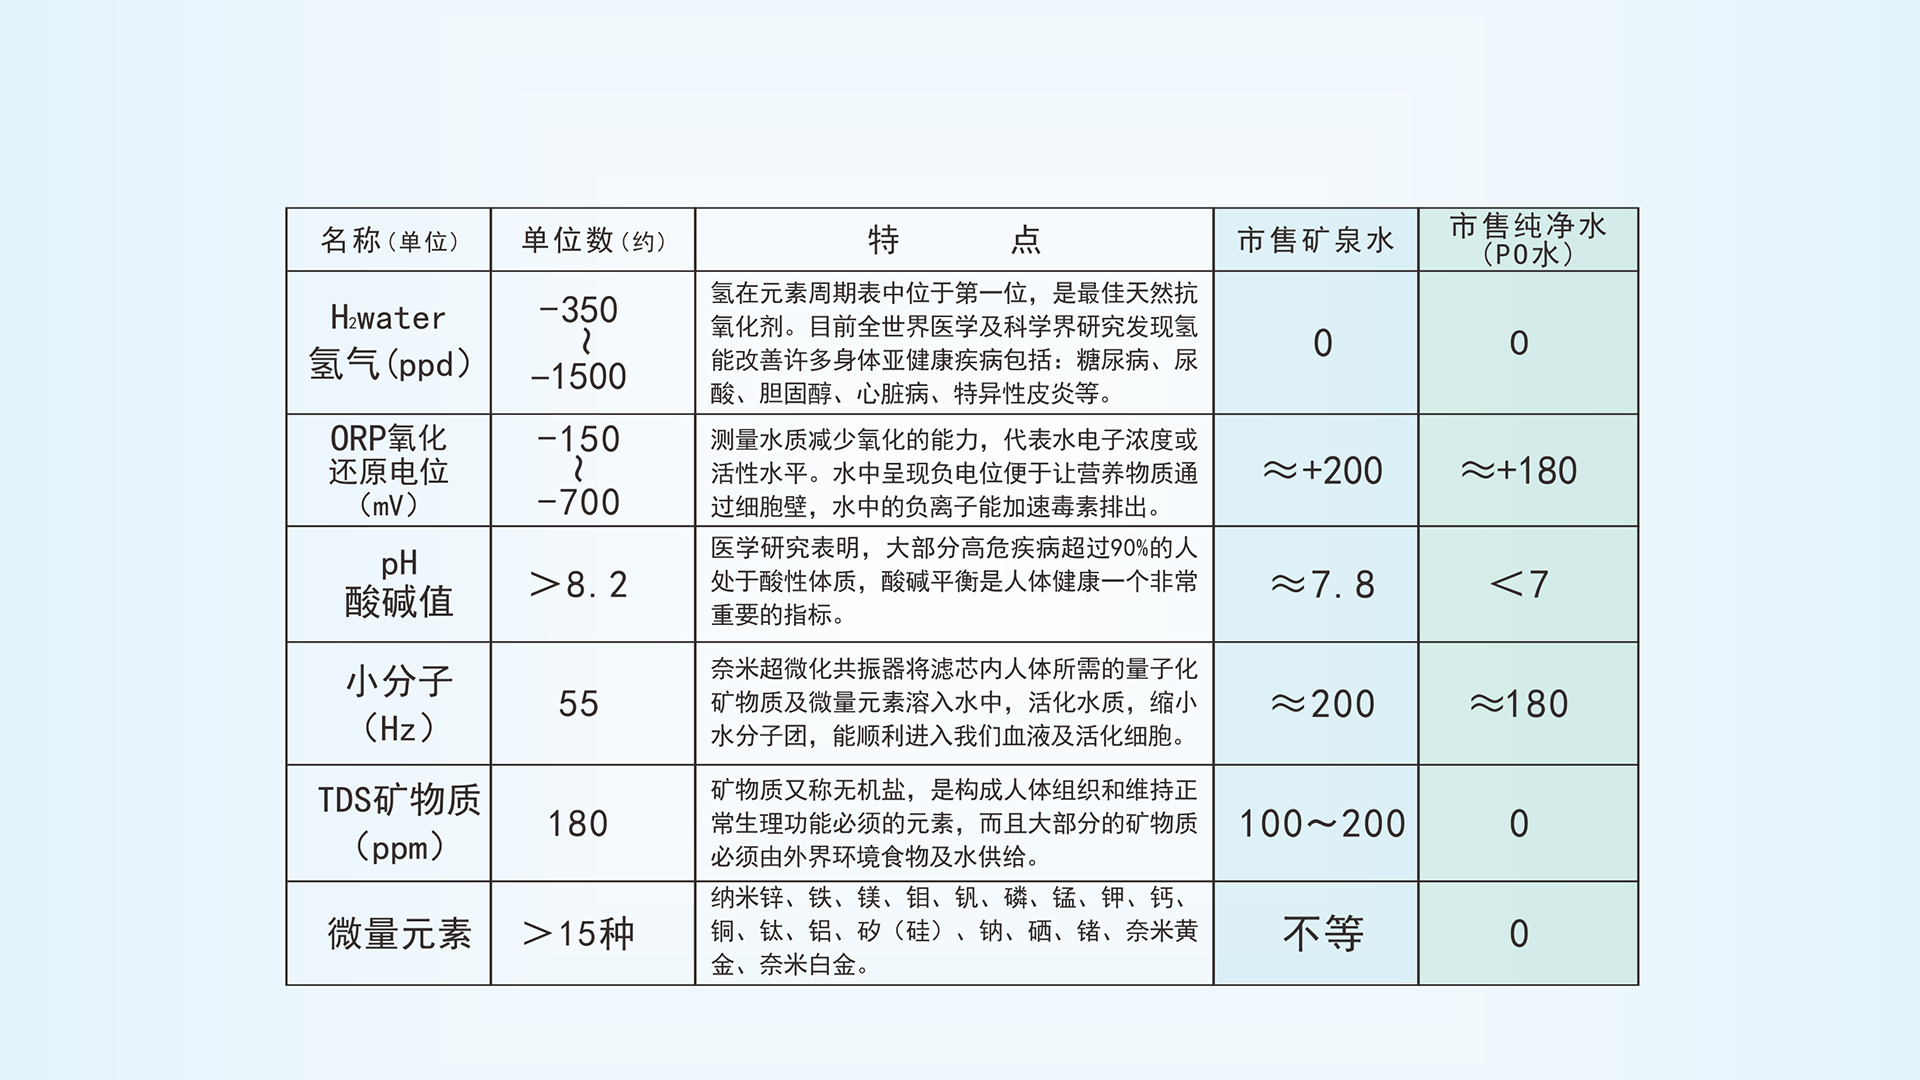 名称（单位）
单位数（约）
特 点
市售矿泉水
市售纯净水
（PO水）
H₂water
氢气(ppd）
-350
~
-1500
氢在元素周期表中位于第一位，是最佳天然抗
氧化剂。目前全世界医学及科学界研究发现氢
能改善许多身体亚健康疾病包括：糖尿病、尿
酸、胆固醇、心脏病、特异性皮炎等。
0
0
ORP氧化
还原电位
（mV）
-150
~
-700
测量水质减少氧化的能力，代表水电子浓度或
活性水平。水中呈现负电位便于让营养物质通
过细胞壁，水中的负离子能加速毒素排出。
≈+200
≈+180
pH
酸碱值
＞8.2
医学研究表明，大部分高危疾病超过90%的人
处于酸性体质，酸碱平衡是人体健康一个非常
重要的指标。
≈7.8
＜7
小分子
（Hz）
55
奈米超微化共振器将滤芯内人体所需的量子化
矿物质及微量元素溶入水中，活化水质，缩小
水分子团，能顺利进入我们血液及活化细胞。
≈200
≈180
TDS矿物质
（ppm）
180
矿物质又称无机盐，是构成人体组织和维持正
常生理功能必须的元素，而且大部分的矿物质
必须由外界环境食物及水供给。
100～200
0
微量元素
＞15种
纳米锌、铁、镁、钼、钒、磷、锰、钾、钙、
铜、钛、铝、矽（硅）、钠、硒、锗、奈米黄
金、奈米白金。
不等
0